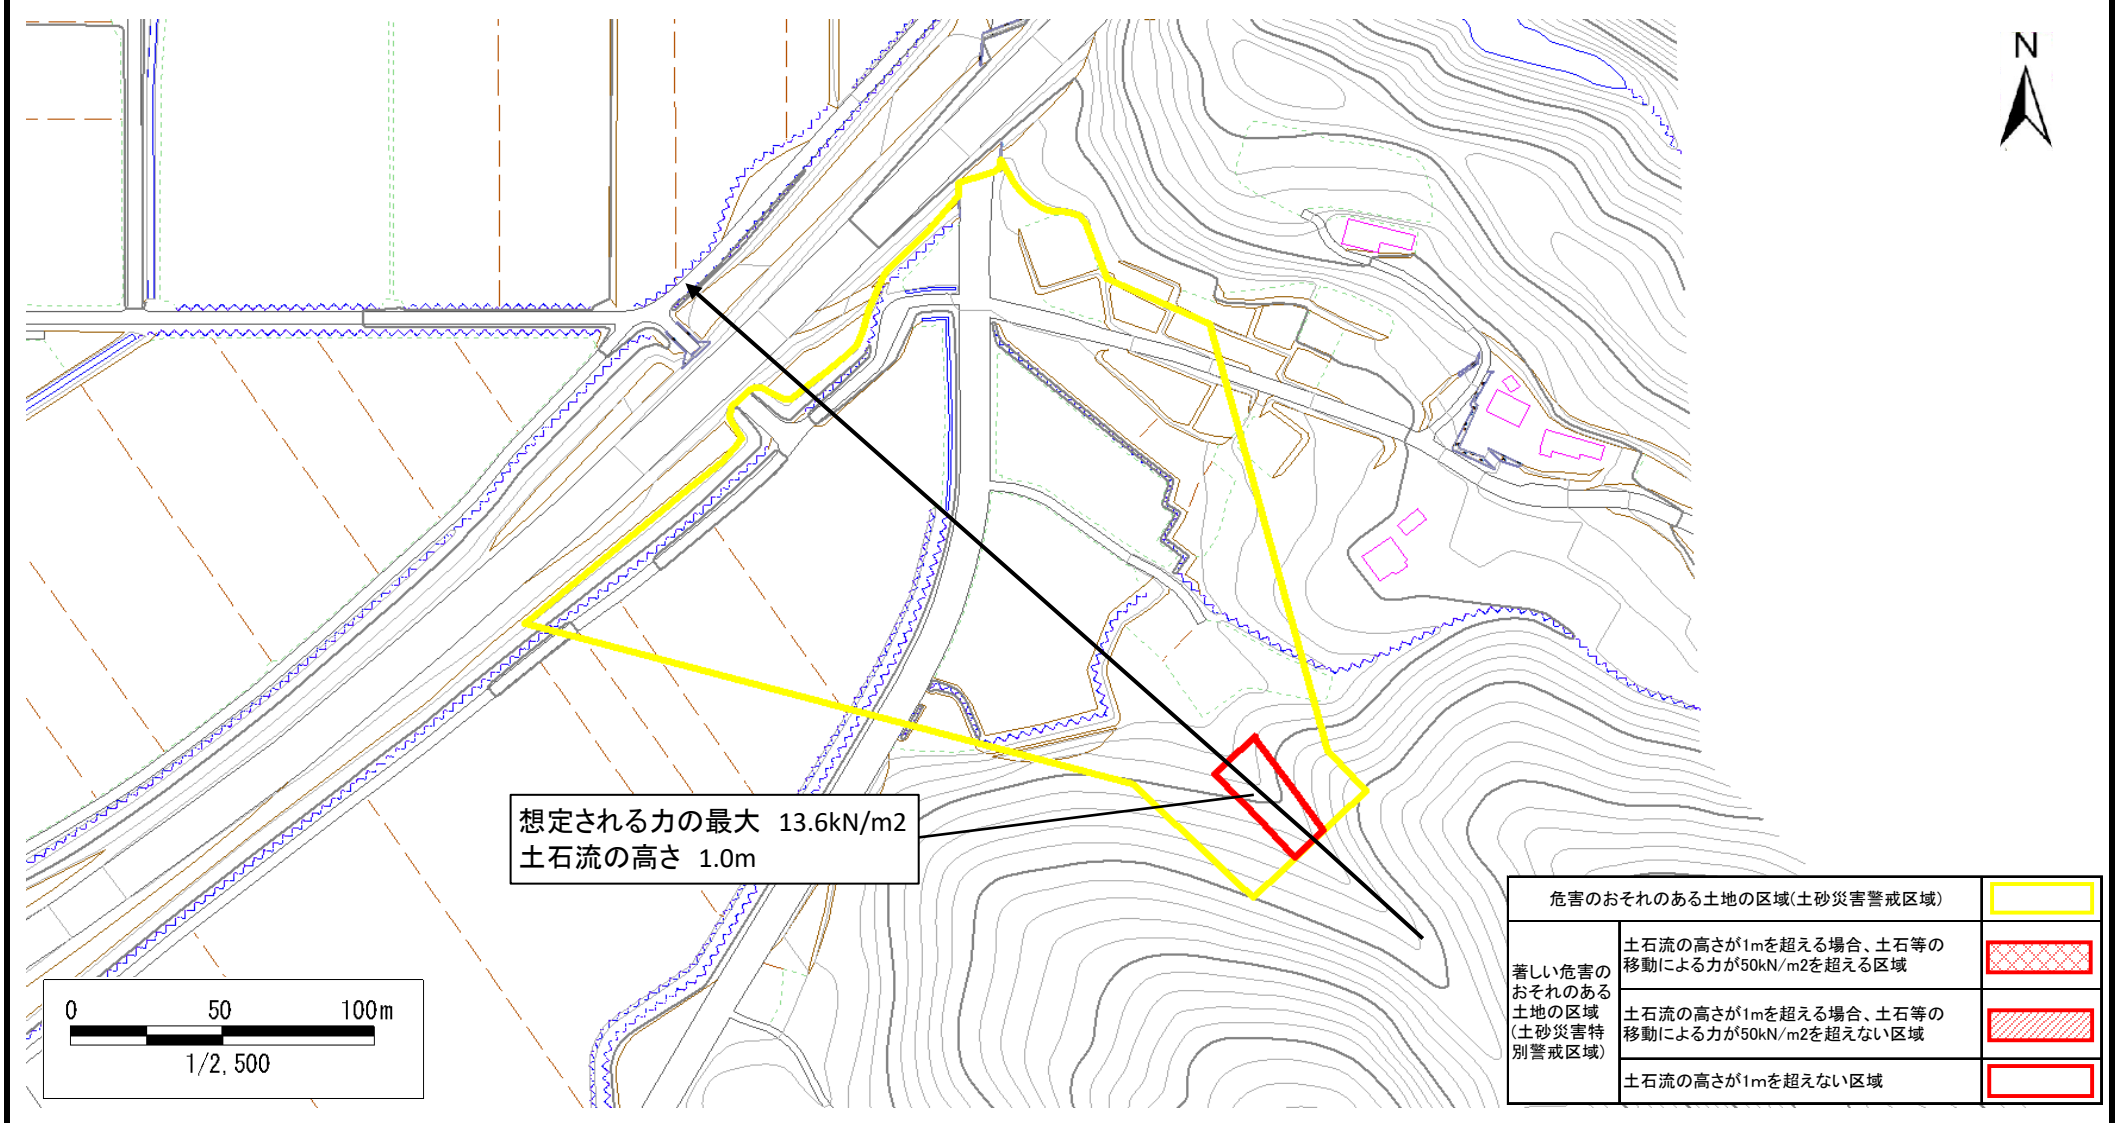 N
想定される力の最大 13.6kN/m2
土石流の高さ 1.0m
0 50 100m
1/2,500
危害のおそれのある土地の区域(土砂災害警戒区域)
著しい危害の
おそれのある
土地の区域
(土砂災害特
別警戒区域)
土石流の高さが1mを超える場合、土石等の
移動による力が50kN/m2を超える区域
土石流の高さが1mを超える場合、土石等の
移動による力が50kN/m2を超えない区域
土石流の高さが1mを超えない区域